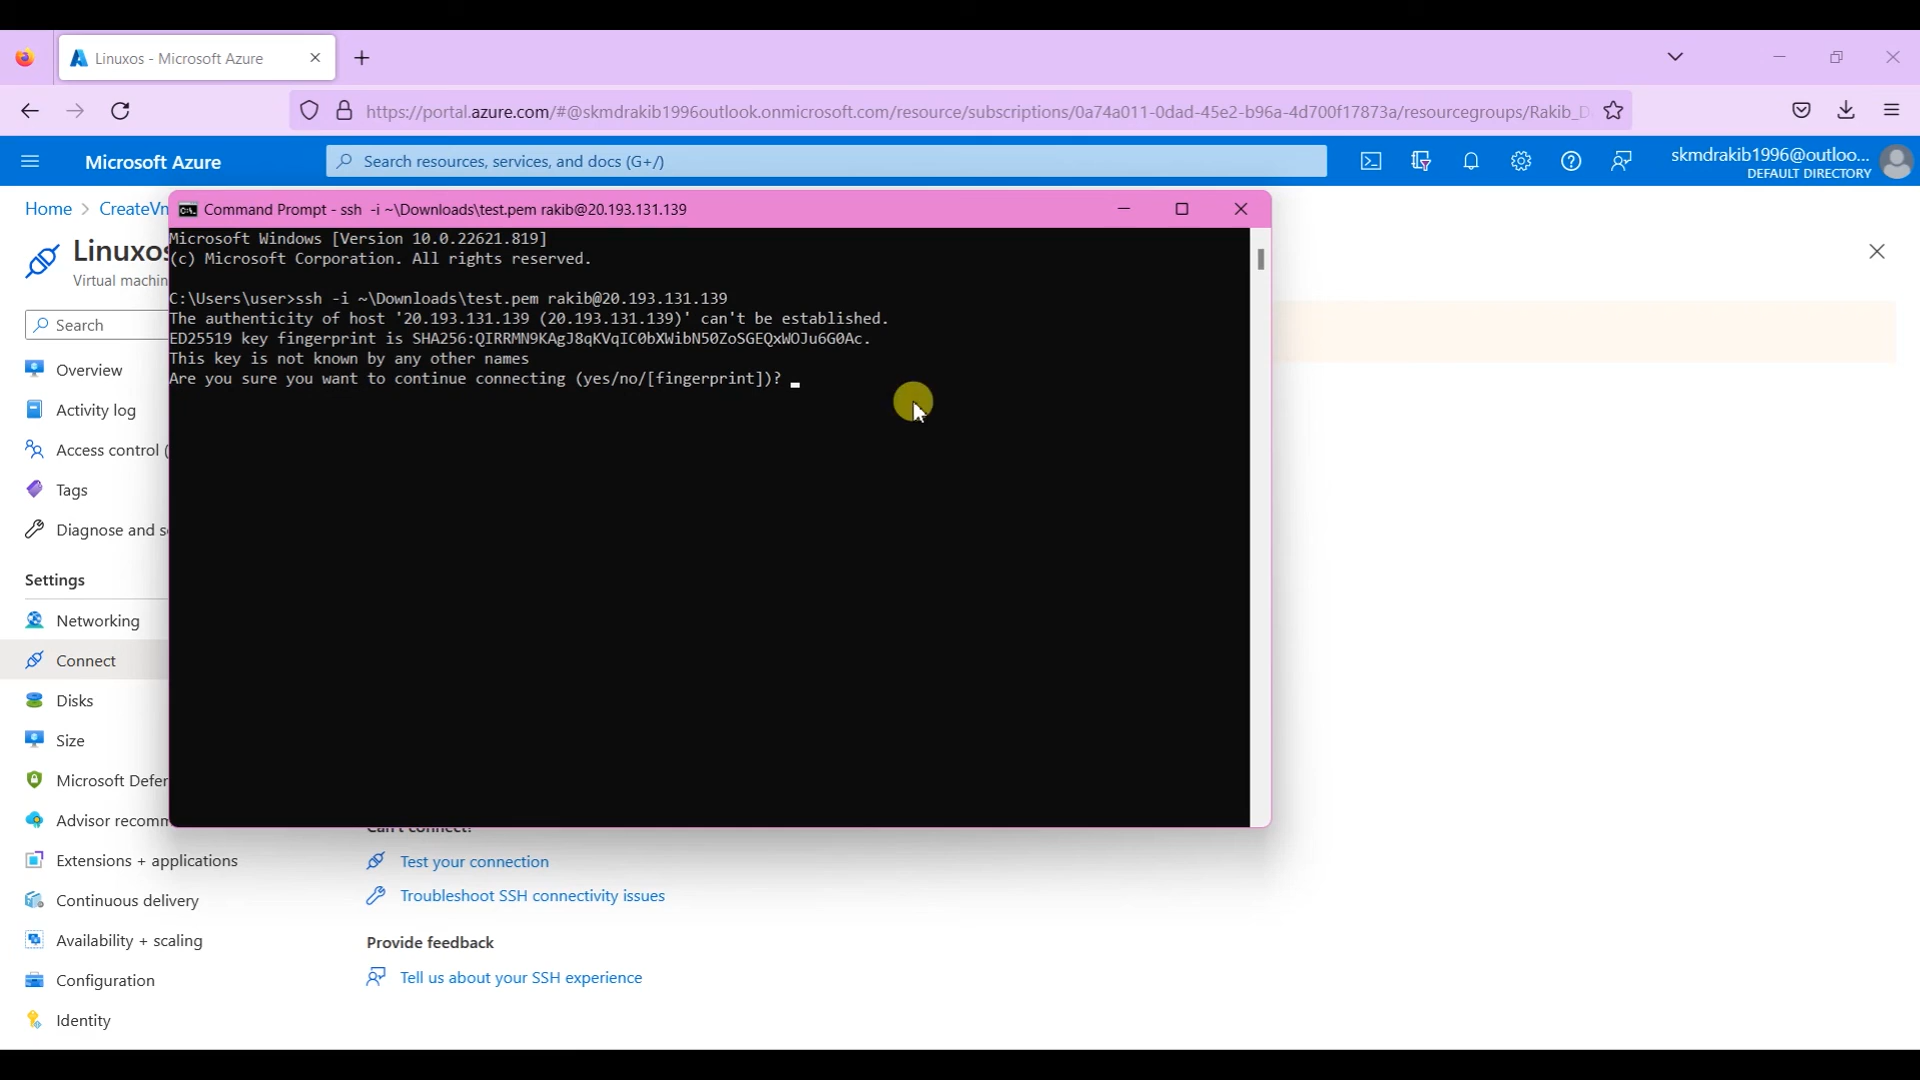 Linuxos - Microsoft Azure
https://portal.azure.com/#@skmdrakib1996outlook.onmicrosoft.com/resource/subscriptions/0a74a011-0dad-45e2-b96a-4d700f17873a/resourcegroups/Rakib_D
Microsoft Azure
Search resources, services, and docs (G+/)
skmdrakib1996@outloo...
DEFAULT DIRECTORY
Home > CreateVm
Command Prompt - ssh -i ~\Downloads\test.pem rakib@20.193.131.139
Linuxos
Virtual machin
Microsoft Windows [Version 10.0.22621.819]
(c) Microsoft Corporation. All rights reserved.
C:\Users\user>ssh -i ~\Downloads\test.pem rakib@20.193.131.139
The authenticity of host '20.193.131.139 (20.193.131.139)' can't be established.
ED25519 key fingerprint is SHA256:QIRRMN9KAgJ8qKVqIC0bXWibN50ZoSGEQxWOJu6G0Ac.
This key is not known by any other names
Are you sure you want to continue connecting (yes/no/[fingerprint])?
Search
Overview
Activity log
Access control (
Tags
Diagnose and s
Settings
Networking
Connect
Disks
Size
Microsoft Defer
Advisor recomm
Extensions + applications
Continuous delivery
Availability + scaling
Configuration
Identity
Can't connect?
Test your connection
Troubleshoot SSH connectivity issues
Provide feedback
Tell us about your SSH experience